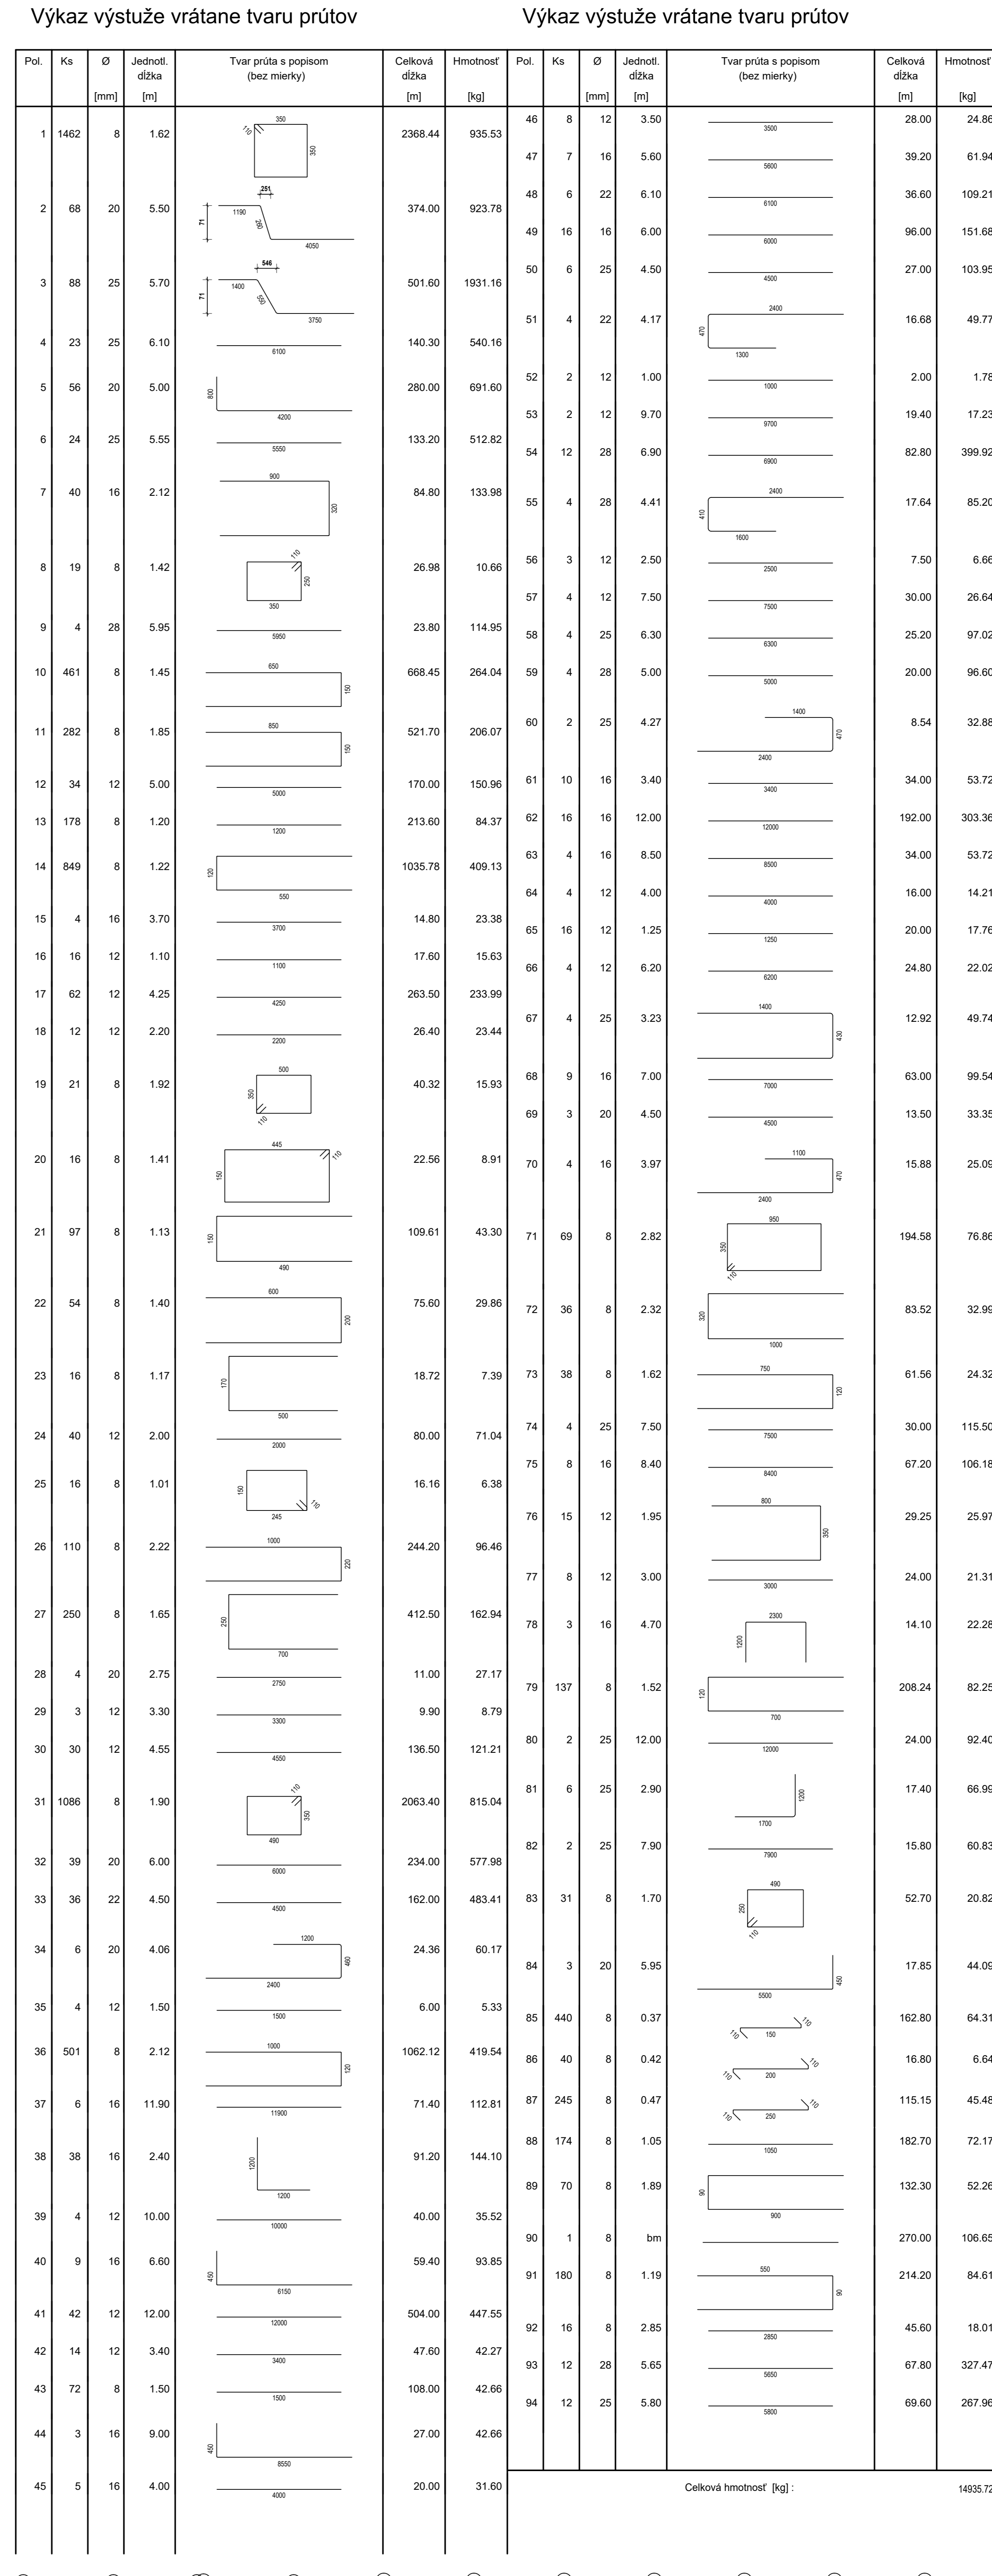 Výkaz výstuže vrátane tvaru prútov
Pol. Ks Ø Jednotl. Tvar prúta s popisom Celková Hmotnosť
dĺžka (bez mierky) dĺžka
[mm] [m] [m] [kg]
350
110
1 1462 8 1.62 350 2368.44 935.53
251
1190
2 68 20 5.50 71 260 374.00 923.78
4050
546
1400
3 88 25 5.70 71 550 501.60 1931.16
3750
4 23 25 6.10 6100 140.30 540.16
5 56 20 5.00 800 280.00 691.60
4200
6 24 25 5.55 5550 133.20 512.82
900
7 40 16 2.12 320 84.80 133.98
110
8 19 8 1.42 250 26.98 10.66
350
9 4 28 5.95 5950 23.80 114.95
650
10 461 8 1.45 150 668.45 264.04
850
11 282 8 1.85 150 521.70 206.07
12 34 12 5.00 5000 170.00 150.96
13 178 8 1.20 1200 213.60 84.37
14 849 8 1.22 120 1035.78 409.13
550
15 4 16 3.70 3700 14.80 23.38
16 16 12 1.10 1100 17.60 15.63
17 62 12 4.25 4250 263.50 233.99
18 12 12 2.20 2200 26.40 23.44
500
19 21 8 1.92 350 40.32 15.93
110
445
20 16 8 1.41 150 110 22.56 8.91
21 97 8 1.13 150 109.61 43.30
490
600
22 54 8 1.40 200 75.60 29.86
23 16 8 1.17 170 18.72 7.39
500
24 40 12 2.00 2000 80.00 71.04
25 16 8 1.01 150 110 16.16 6.38
245
1000
26 110 8 2.22 220 244.20 96.46
27 250 8 1.65 250 412.50 162.94
700
28 4 20 2.75 2750 11.00 27.17
29 3 12 3.30 3300 9.90 8.79
30 30 12 4.55 4550 136.50 121.21
110
31 1086 8 1.90 350 2063.40 815.04
490
32 39 20 6.00 6000 234.00 577.98
33 36 22 4.50 4500 162.00 483.41
1200
34 6 20 4.06 460 24.36 60.17
2400
35 4 12 1.50 1500 6.00 5.33
1000
36 501 8 2.12 120 1062.12 419.54
37 6 16 11.90 11900 71.40 112.81
38 38 16 2.40 1200 91.20 144.10
1200
39 4 12 10.00 10000 40.00 35.52
40 9 16 6.60 450 59.40 93.85
6150
41 42 12 12.00 12000 504.00 447.55
42 14 12 3.40 3400 47.60 42.27
43 72 8 1.50 1500 108.00 42.66
44 3 16 9.00 450 27.00 42.66
8550
45 5 16 4.00 4000 20.00 31.60
Výkaz výstuže vrátane tvaru prútov
Pol. Ks Ø Jednotl. Tvar prúta s popisom Celková Hmotnosť
dĺžka (bez mierky) dĺžka
[mm] [m] [m] [kg]
46 8 12 3.50 3500 28.00 24.86
47 7 16 5.60 5600 39.20 61.94
48 6 22 6.10 6100 36.60 109.21
49 16 16 6.00 6000 96.00 151.68
50 6 25 4.50 4500 27.00 103.95
2400
51 4 22 4.17 470 16.68 49.77
1300
52 2 12 1.00 1000 2.00 1.78
53 2 12 9.70 9700 19.40 17.23
54 12 28 6.90 6900 82.80 399.92
2400
55 4 28 4.41 410 17.64 85.20
1600
56 3 12 2.50 2500 7.50 6.66
57 4 12 7.50 7500 30.00 26.64
58 4 25 6.30 6300 25.20 97.02
59 4 28 5.00 5000 20.00 96.60
1400
60 2 25 4.27 470 8.54 32.88
2400
61 10 16 3.40 3400 34.00 53.72
62 16 16 12.00 12000 192.00 303.36
63 4 16 8.50 8500 34.00 53.72
64 4 12 4.00 4000 16.00 14.21
65 16 12 1.25 1250 20.00 17.76
66 4 12 6.20 6200 24.80 22.02
1400
67 4 25 3.23 430 12.92 49.74
68 9 16 7.00 7000 63.00 99.54
69 3 20 4.50 4500 13.50 33.35
1100
70 4 16 3.97 470 15.88 25.09
2400
950
71 69 8 2.82 350 194.58 76.86
110
72 36 8 2.32 320 83.52 32.99
1000
750
73 38 8 1.62 120 61.56 24.32
74 4 25 7.50 7500 30.00 115.50
75 8 16 8.40 8400 67.20 106.18
800
76 15 12 1.95 350 29.25 25.97
77 8 12 3.00 3000 24.00 21.31
2300
78 3 16 4.70 1200 14.10 22.28
79 137 8 1.52 120 208.24 82.25
700
80 2 25 12.00 12000 24.00 92.40
81 6 25 2.90 1200 17.40 66.99
1700
82 2 25 7.90 7900 15.80 60.83
490
83 31 8 1.70 250 52.70 20.82
110
84 3 20 5.95 450 17.85 44.09
5500
85 440 8 0.37 110 150 110 162.80 64.31
86 40 8 0.42 110 200 110 16.80 6.64
87 245 8 0.47 110 250 110 115.15 45.48
88 174 8 1.05 1050 182.70 72.17
89 70 8 1.89 90 132.30 52.26
900
90 1 8 bm 270.00 106.65
550
91 180 8 1.19 90 214.20 84.61
92 16 8 2.85 2850 45.60 18.01
93 12 28 5.65 5650 67.80 327.47
94 12 25 5.80 5800 69.60 267.96
Celková hmotnosť [kg] : 14935.72